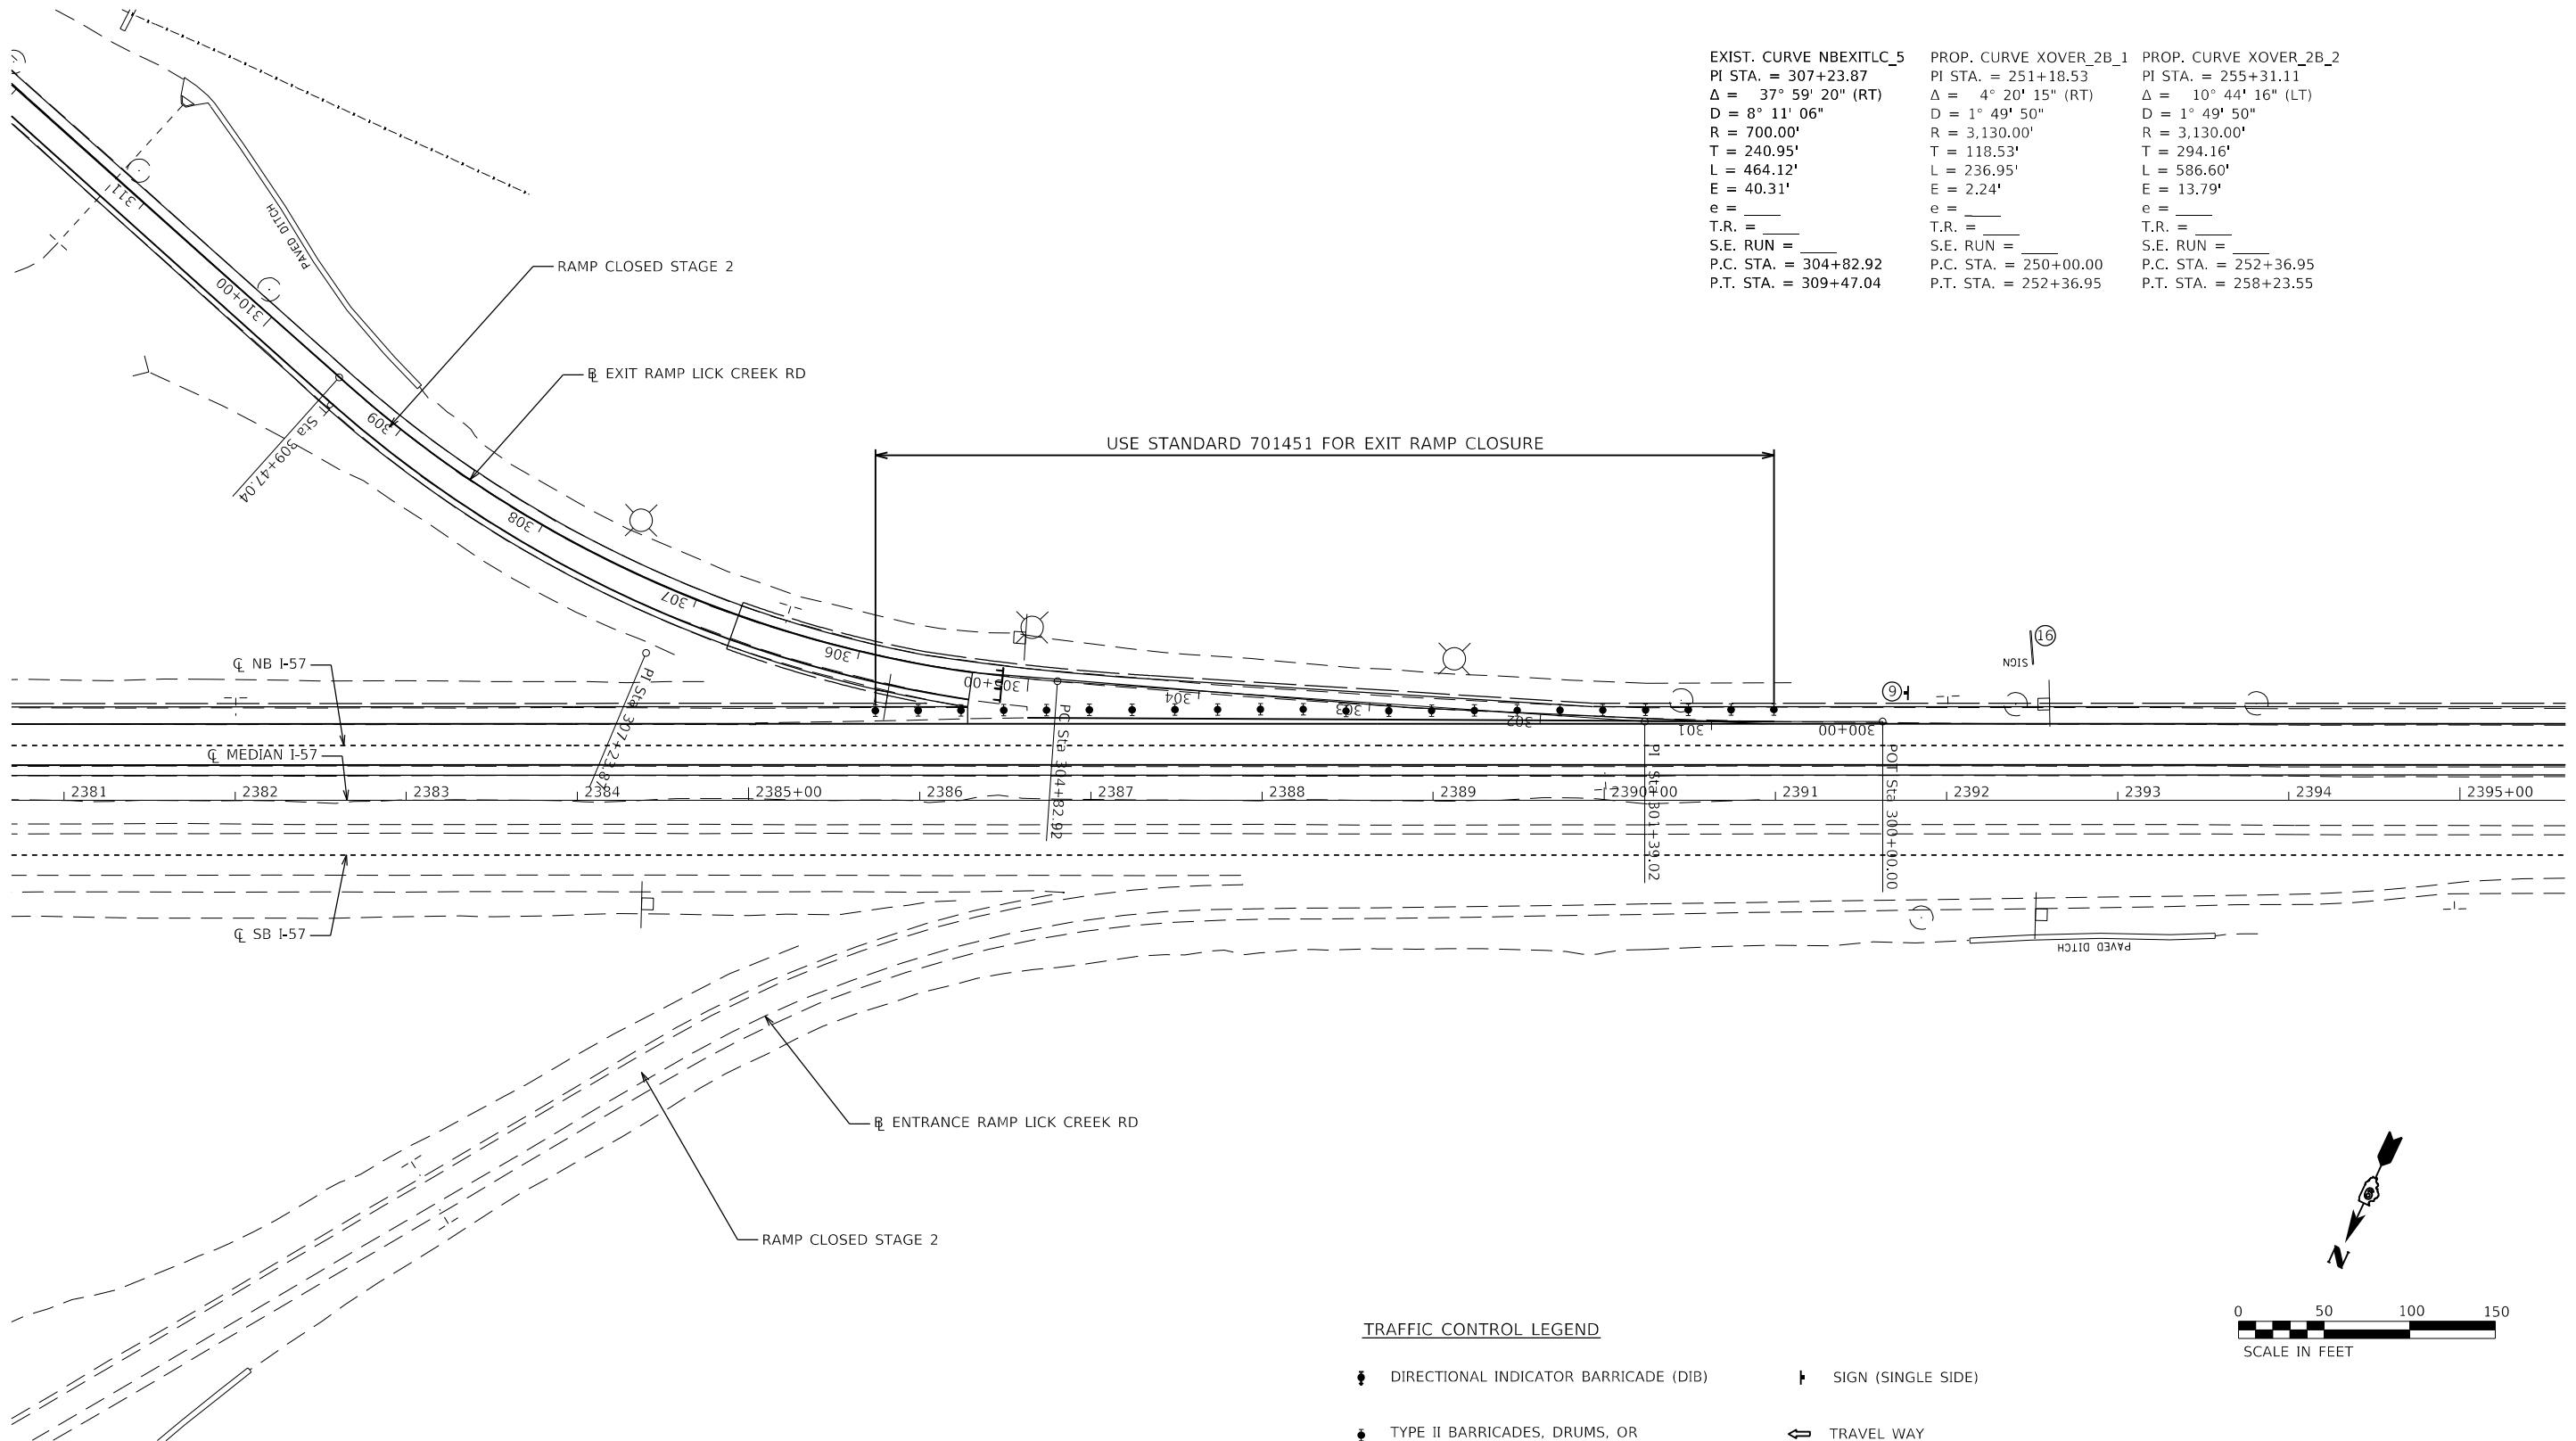 EXIST. CURVE NBEXITLC_5
PI STA. = 307+23.87
Δ = 37° 59' 20" (RT)
D = 8° 11' 06"
R = 700.00'
T = 240.95'
L = 464.12'
E = 40.31'
e = ____
T.R. = ____
S.E. RUN = ____
P.C. STA. = 304+82.92
P.T. STA. = 309+47.04
PROP. CURVE XOVER_2B_1
PI STA. = 251+18.53
Δ = 4° 20' 15" (RT)
D = 1° 49' 50"
R = 3,130.00'
T = 118.53'
L = 236.95'
E = 2.24'
e = ____
T.R. = ____
S.E. RUN = ____
P.C. STA. = 250+00.00
P.T. STA. = 252+36.95
PROP. CURVE XOVER_2B_2
PI STA. = 255+31.11
Δ = 10° 44' 16" (LT)
D = 1° 49' 50"
R = 3,130.00'
T = 294.16'
L = 586.60'
E = 13.79'
e = ____
T.R. = ____
S.E. RUN = ____
P.C. STA. = 252+36.95
P.T. STA. = 258+23.55
311
PAVED DITCH
310+00
RAMP CLOSED STAGE 2
℄ EXIT RAMP LICK CREEK RD
309
PT Sta 309+47.04
USE STANDARD 701451 FOR EXIT RAMP CLOSURE
308
307
306
305+00
304
303
302
301
300+00
16
SIGN
9
℄ NB I-57
PI Sta 307+23.87
PC Sta 304+82.92
PI Sta 301+39.02
POT Sta 300+00.00
℄ MEDIAN I-57
2381
2382
2383
2384
2385+00
2386
2387
2388
2389
2390+00
2391
2392
2393
2394
2395+00
℄ SB I-57
PAVED DITCH
BL ENTRANCE RAMP LICK CREEK RD
RAMP CLOSED STAGE 2
N
0 50 100 150
SCALE IN FEET
TRAFFIC CONTROL LEGEND
DIRECTIONAL INDICATOR BARRICADE (DIB)
SIGN (SINGLE SIDE)
TYPE II BARRICADES, DRUMS, OR
TRAVEL WAY